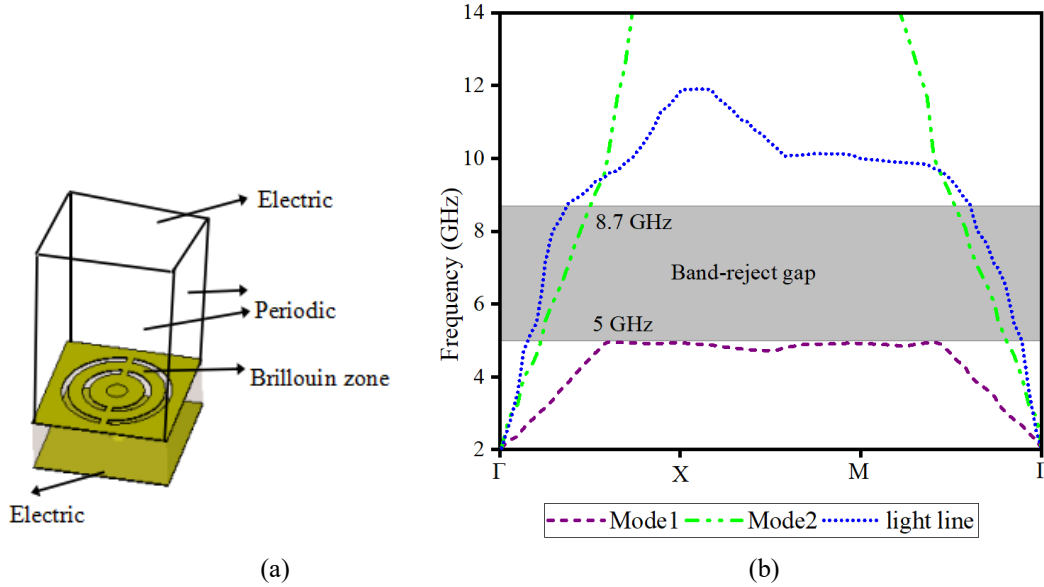 Electric
Periodic
Brillouin zone
Electric
(a)
Frequency (GHz)
14
12
10
8
6
4
2
8.7 GHz
Band-reject gap
5 GHz
Γ X M Γ
Mode1 Mode2 light line
(b)